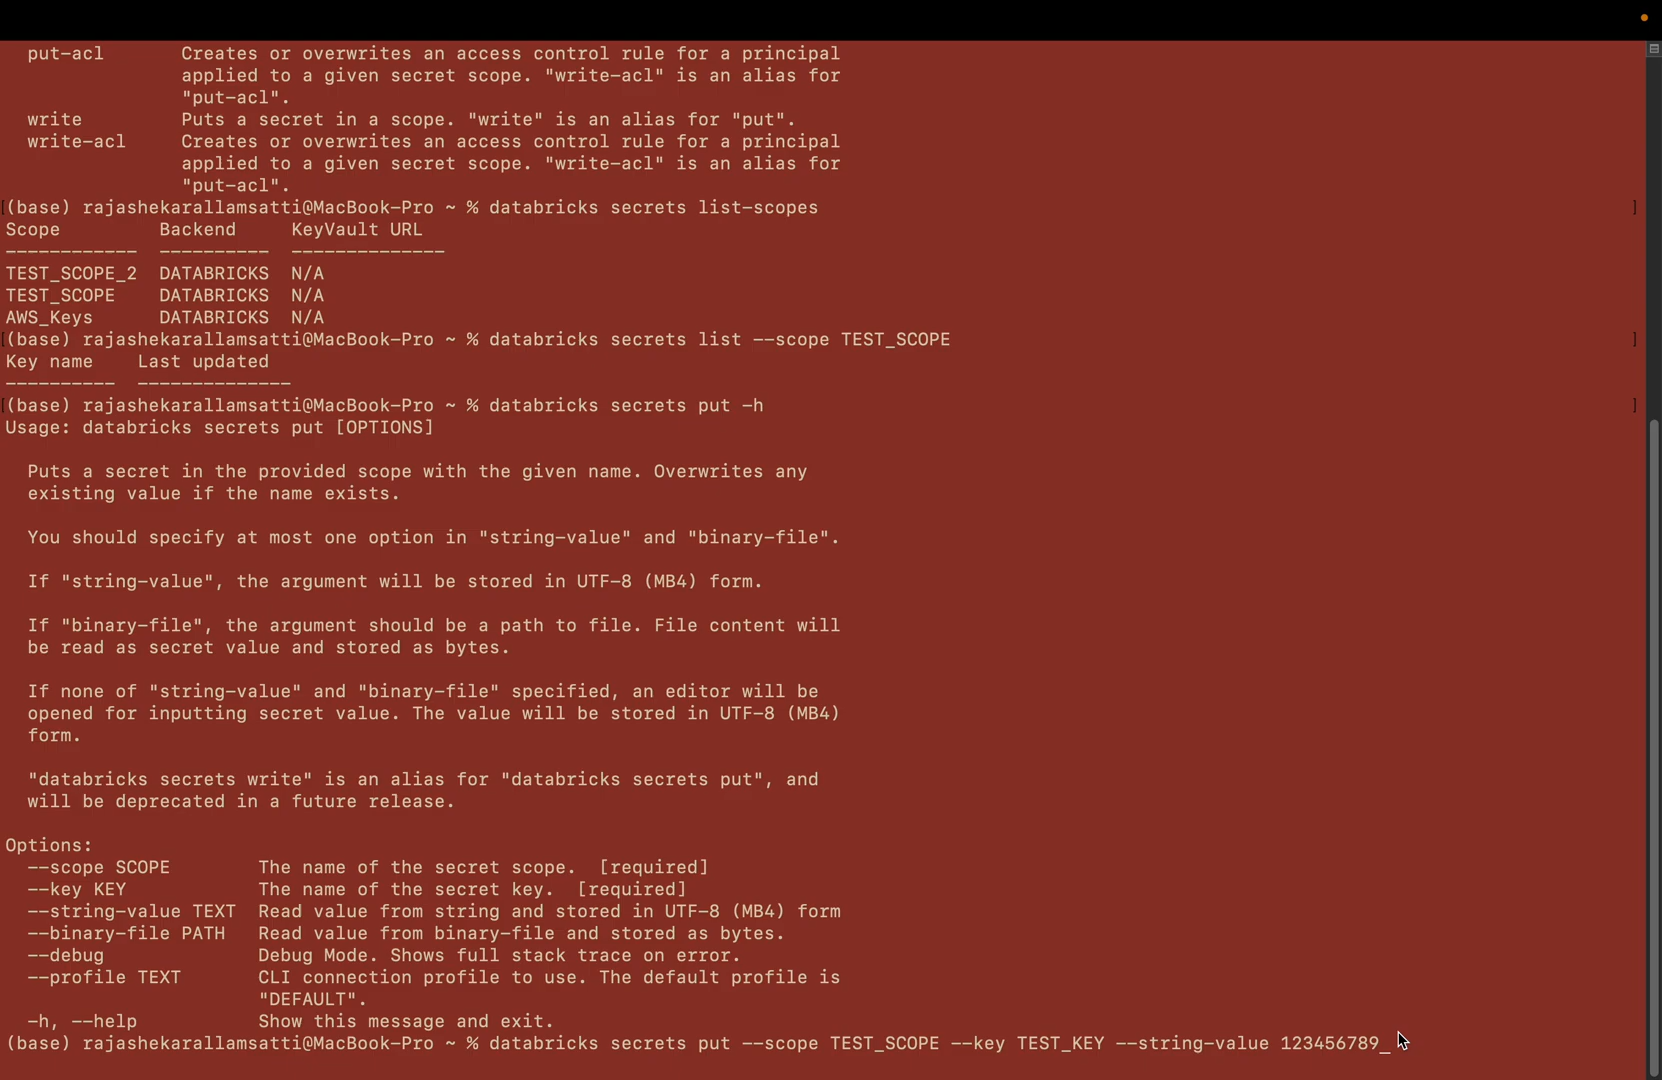 put-acl Creates or overwrites an access control rule for a principal
applied to a given secret scope. "write-acl" is an alias for
"put-acl".
write Puts a secret in a scope. "write" is an alias for "put".
write-acl Creates or overwrites an access control rule for a principal
applied to a given secret scope. "write-acl" is an alias for
"put-acl".
[(base) rajashekarallamsatti@MacBook-Pro ~ % databricks secrets list-scopes ]
Scope Backend KeyVault URL
------------ ---------- --------------
TEST_SCOPE_2 DATABRICKS N/A
TEST_SCOPE DATABRICKS N/A
AWS_Keys DATABRICKS N/A
[(base) rajashekarallamsatti@MacBook-Pro ~ % databricks secrets list --scope TEST_SCOPE ]
Key name Last updated
---------- --------------
[(base) rajashekarallamsatti@MacBook-Pro ~ % databricks secrets put -h ]
Usage: databricks secrets put [OPTIONS]
Puts a secret in the provided scope with the given name. Overwrites any
existing value if the name exists.
You should specify at most one option in "string-value" and "binary-file".
If "string-value", the argument will be stored in UTF-8 (MB4) form.
If "binary-file", the argument should be a path to file. File content will
be read as secret value and stored as bytes.
If none of "string-value" and "binary-file" specified, an editor will be
opened for inputting secret value. The value will be stored in UTF-8 (MB4)
form.
"databricks secrets write" is an alias for "databricks secrets put", and
will be deprecated in a future release.
Options:
--scope SCOPE The name of the secret scope. [required]
--key KEY The name of the secret key. [required]
--string-value TEXT Read value from string and stored in UTF-8 (MB4) form
--binary-file PATH Read value from binary-file and stored as bytes.
--debug Debug Mode. Shows full stack trace on error.
--profile TEXT CLI connection profile to use. The default profile is
"DEFAULT".
-h, --help Show this message and exit.
(base) rajashekarallamsatti@MacBook-Pro ~ % databricks secrets put --scope TEST_SCOPE --key TEST_KEY --string-value 123456789_